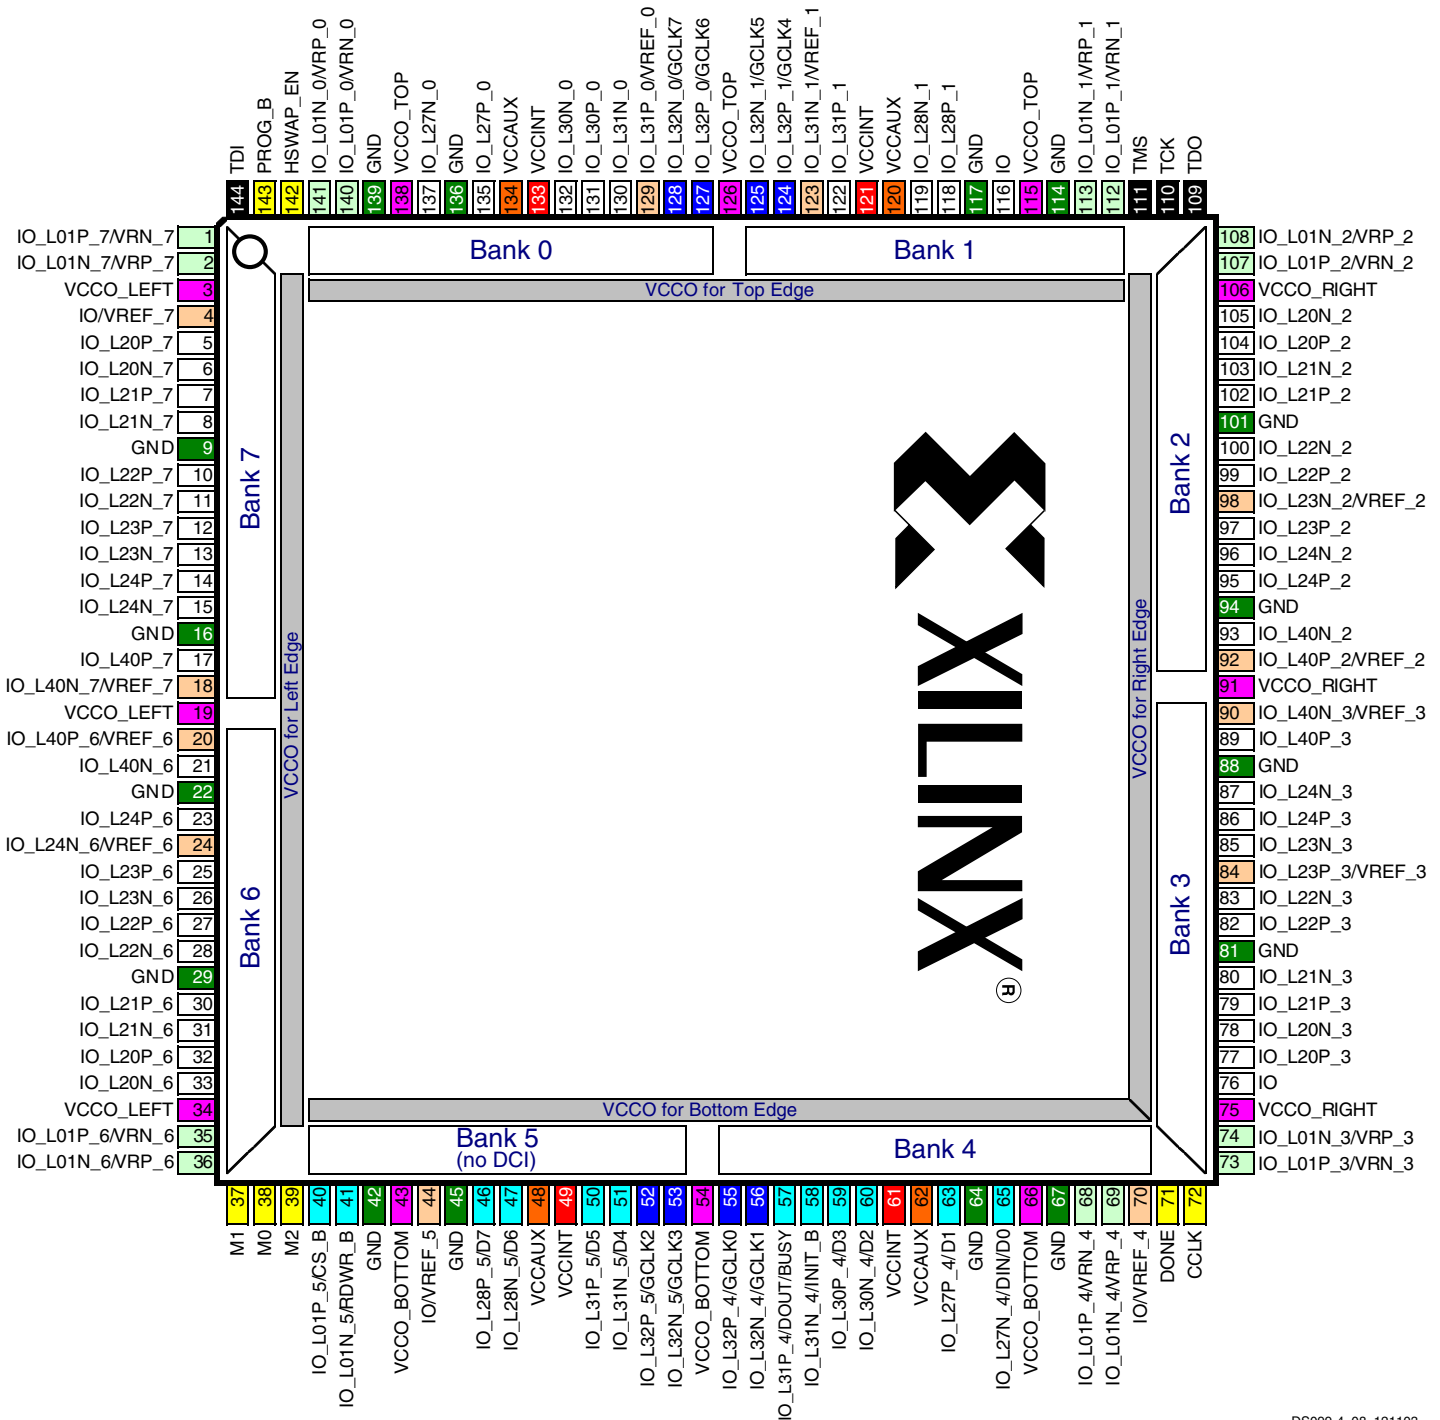 TDI
PROG_B
HSWAP_EN
IO_L01N_0/VRP_0
IO_L01P_0/VRN_0
GND
VCCO_TOP
IO_L27N_0
GND
IO_L27P_0
VCCAUX
VCCINT
IO_L30N_0
IO_L30P_0
IO_L31N_0
IO_L31P_0/VREF_0
IO_L32N_0/GCLK7
IO_L32P_0/GCLK6
VCCO_TOP
IO_L32N_1/GCLK5
IO_L32P_1/GCLK4
IO_L31N_1/VREF_1
IO_L31P_1
VCCINT
VCCAUX
IO_L28N_1
IO_L28P_1
GND
IO
VCCO_TOP
GND
IO_L01N_1/VRP_1
IO_L01P_1/VRN_1
TMS
TCK
TDO
144
143
142
141
140
139
138
137
136
135
134
133
132
131
130
129
128
127
126
125
124
123
122
121
120
119
118
117
116
115
114
113
112
111
110
109
IO_L01P_7/VRN_7 1
IO_L01N_7/VRP_7 2
VCCO_LEFT 3
IO/VREF_7 4
IO_L20P_7 5
IO_L20N_7 6
IO_L21P_7 7
IO_L21N_7 8
GND 9
IO_L22P_7 10
IO_L22N_7 11
IO_L23P_7 12
IO_L23N_7 13
IO_L24P_7 14
IO_L24N_7 15
GND 16
IO_L40P_7 17
IO_L40N_7/VREF_7 18
VCCO_LEFT 19
IO_L40P_6/VREF_6 20
IO_L40N_6 21
GND 22
IO_L24P_6 23
IO_L24N_6/VREF_6 24
IO_L23P_6 25
IO_L23N_6 26
IO_L22P_6 27
IO_L22N_6 28
GND 29
IO_L21P_6 30
IO_L21N_6 31
IO_L20P_6 32
IO_L20N_6 33
VCCO_LEFT 34
IO_L01P_6/VRN_6 35
IO_L01N_6/VRP_6 36
Bank 0
Bank 1
VCCO for Top Edge
Bank 7
Bank 6
VCCO for Left Edge
XILINX
®
VCCO for Right Edge
Bank 2
Bank 3
VCCO for Bottom Edge
Bank 5
(no DCI)
Bank 4
108 IO_L01N_2/VRP_2
107 IO_L01P_2/VRN_2
106 VCCO_RIGHT
105 IO_L20N_2
104 IO_L20P_2
103 IO_L21N_2
102 IO_L21P_2
101 GND
100 IO_L22N_2
99 IO_L22P_2
98 IO_L23N_2/VREF_2
97 IO_L23P_2
96 IO_L24N_2
95 IO_L24P_2
94 GND
93 IO_L40N_2
92 IO_L40P_2/VREF_2
91 VCCO_RIGHT
90 IO_L40N_3/VREF_3
89 IO_L40P_3
88 GND
87 IO_L24N_3
86 IO_L24P_3
85 IO_L23N_3
84 IO_L23P_3/VREF_3
83 IO_L22N_3
82 IO_L22P_3
81 GND
80 IO_L21N_3
79 IO_L21P_3
78 IO_L20N_3
77 IO_L20P_3
76 IO
75 VCCO_RIGHT
74 IO_L01N_3/VRP_3
73 IO_L01P_3/VRN_3
37
38
39
40
41
42
43
44
45
46
47
48
49
50
51
52
53
54
55
56
57
58
59
60
61
62
63
64
65
66
67
68
69
70
71
72
M1
M0
M2
IO_L01P_5/CS_B
IO_L01N_5/RDWR_B
GND
VCCO_BOTTOM
IO/VREF_5
GND
IO_L28P_5/D7
IO_L28N_5/D6
VCCAUX
VCCINT
IO_L31P_5/D5
IO_L31N_5/D4
IO_L32P_5/GCLK2
IO_L32N_5/GCLK3
VCCO_BOTTOM
IO_L32P_4/GCLK0
IO_L32N_4/GCLK1
IO_L31P_4/DOUT/BUSY
IO_L31N_4/INIT_B
IO_L30P_4/D3
IO_L30N_4/D2
VCCINT
VCCAUX
IO_L27P_4/D1
GND
IO_L27N_4/DIN/D0
VCCO_BOTTOM
GND
IO_L01P_4/VRN_4
IO_L01N_4/VRP_4
IO/VREF_4
DONE
CCLK